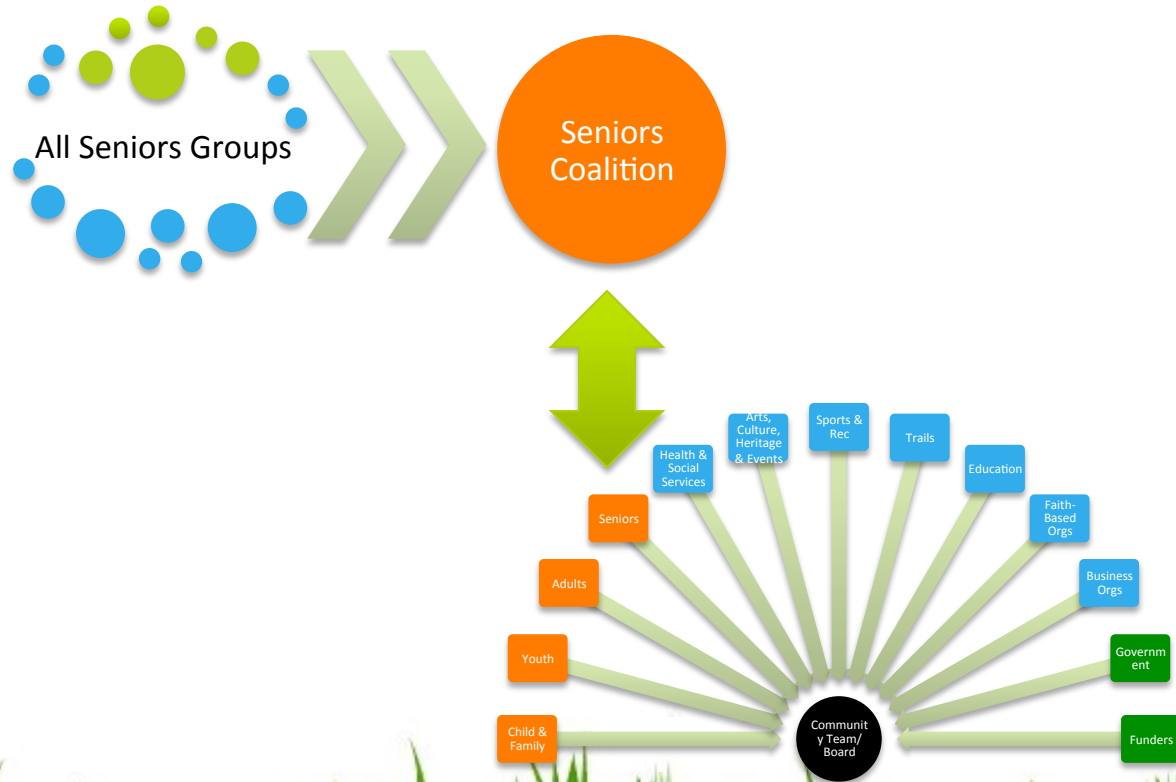 All Seniors Groups
Seniors
Coalition
Arts,
Culture,
Heritage
& Events
Sports &
Rec
Trails
Health &
Social
Services
Education
Seniors
Faith-
Based
Orgs
Adults
Business
Orgs
Youth
Governm
ent
Child &
Family
Communit
y Team/
Board
Funders